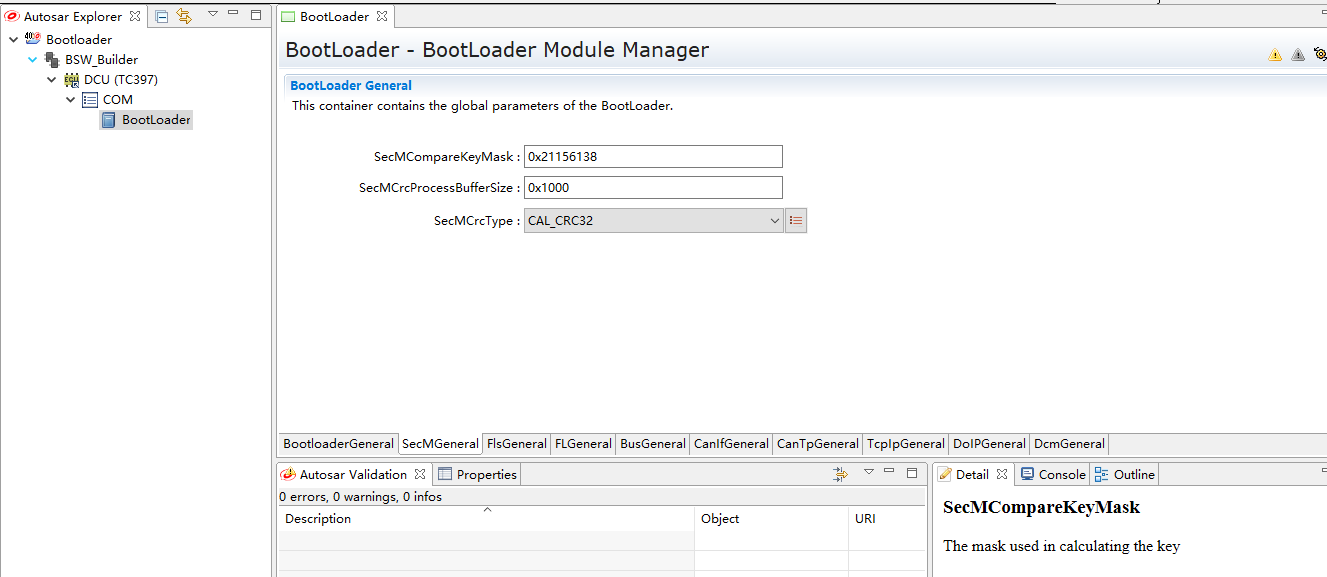 Autosar Explorer
Bootloader
BSW_Builder
DCU (TC397)
COM
BootLoader
BootLoader
BootLoader - BootLoader Module Manager
BootLoader General
This container contains the global parameters of the BootLoader.
SecMCompareKeyMask : 0x21156138
SecMCrcProcessBufferSize : 0x1000
SecMCrcType : CAL_CRC32
BootloaderGeneral SecMGeneral FlsGeneral FLGeneral BusGeneral CanIfGeneral CanTpGeneral TcpIpGeneral DoIPGeneral DcmGeneral
Autosar Validation Properties
0 errors, 0 warnings, 0 infos
Description Object URI
Detail Console Outline
SecMCompareKeyMask
The mask used in calculating the key